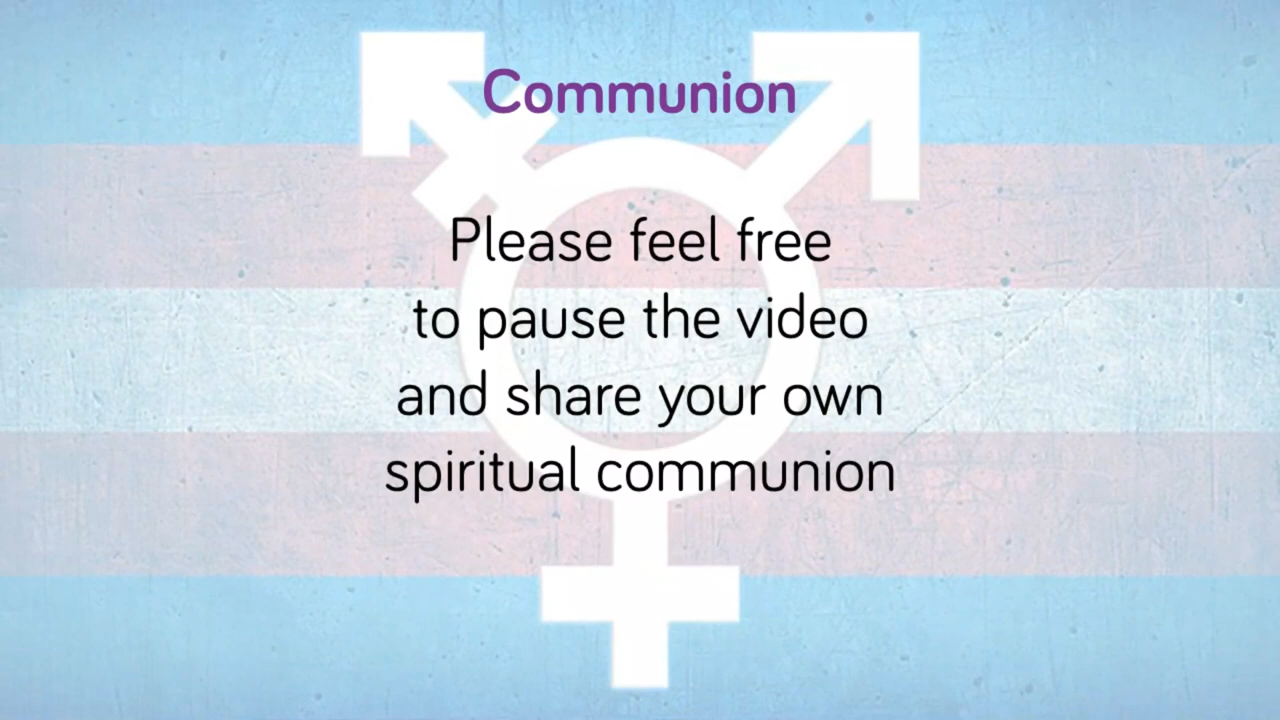 Communion
Please feel free
to pause the video
and share your own
spiritual communion